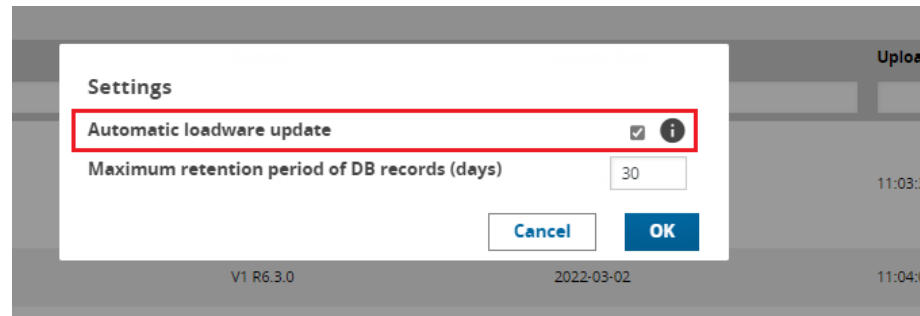 Uploa
Settings
Automatic loadware update
Maximum retention period of DB records (days)
30
11:03:
Cancel
OK
V1 R6.3.0
2022-03-02
11:04: